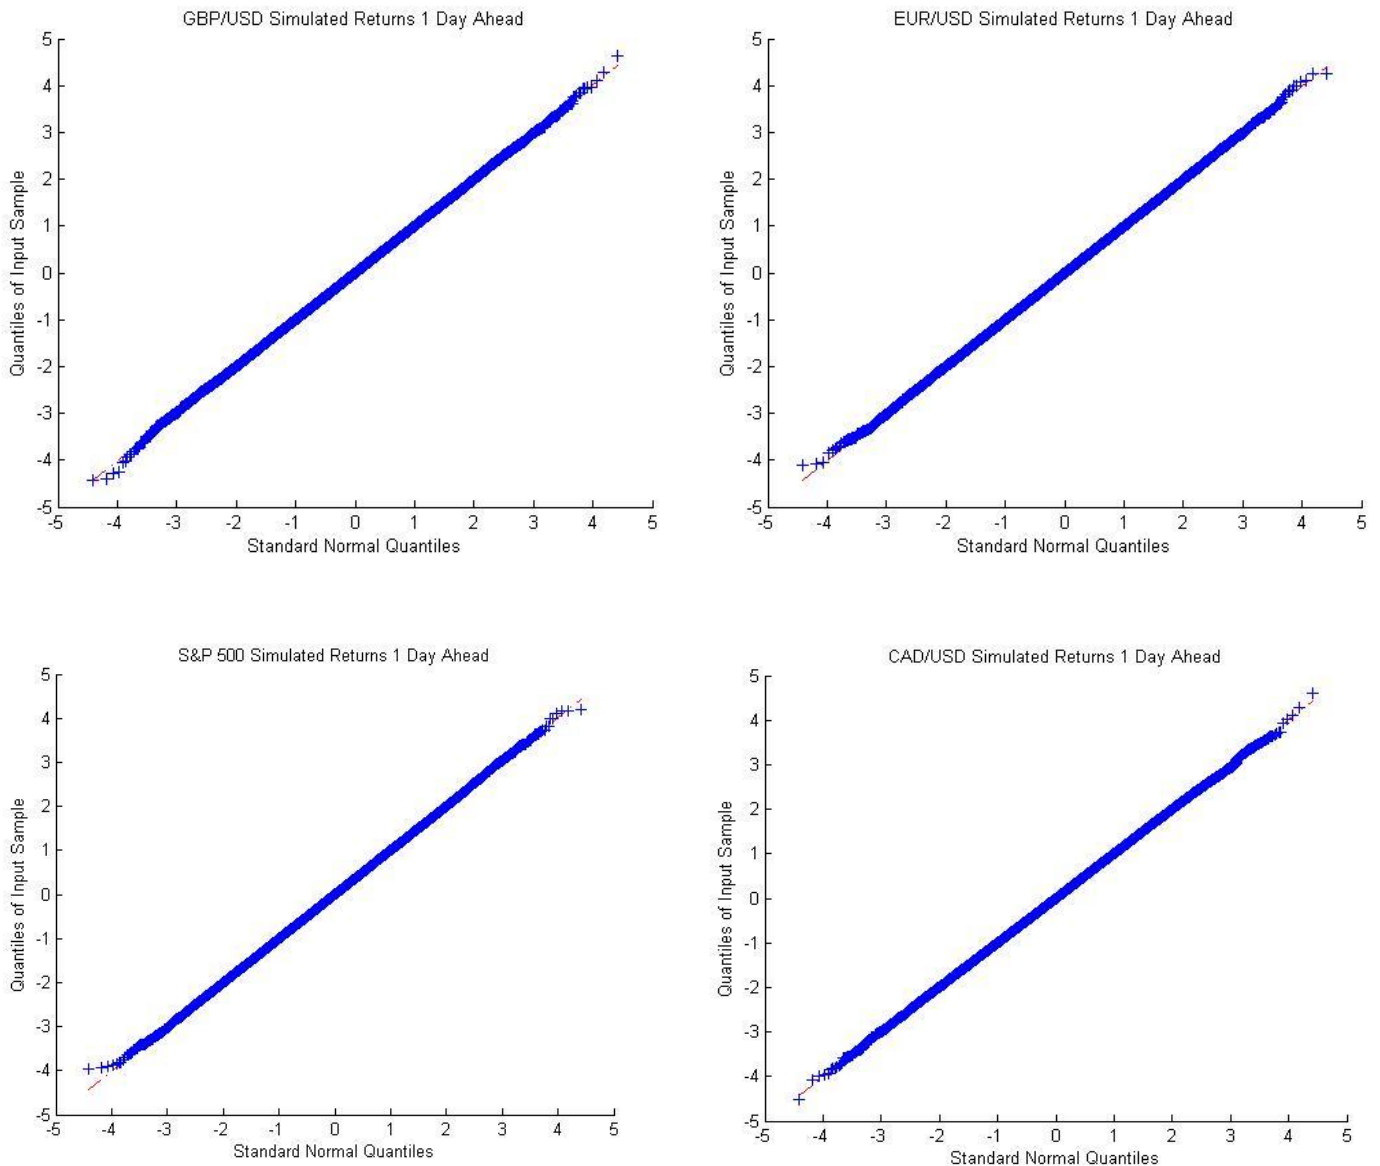 GBP/USD Simulated Returns 1 Day Ahead
5
4
3
2
1
0
-1
-2
-3
-4
-5
Quantiles of Input Sample
-5 -4 -3 -2 -1 0 1 2 3 4 5
Standard Normal Quantiles
EUR/USD Simulated Returns 1 Day Ahead
5
4
3
2
1
0
-1
-2
-3
-4
-5
Quantiles of Input Sample
-5 -4 -3 -2 -1 0 1 2 3 4 5
Standard Normal Quantiles
S&P 500 Simulated Returns 1 Day Ahead
5
4
3
2
1
0
-1
-2
-3
-4
-5
Quantiles of Input Sample
-5 -4 -3 -2 -1 0 1 2 3 4 5
Standard Normal Quantiles
CAD/USD Simulated Returns 1 Day Ahead
5
4
3
2
1
0
-1
-2
-3
-4
-5
Quantiles of Input Sample
-5 -4 -3 -2 -1 0 1 2 3 4 5
Standard Normal Quantiles